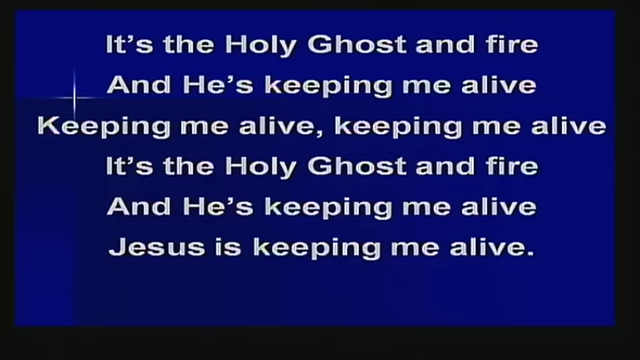 It's the Holy Ghost and fire
And He's keeping me alive
Keeping me alive, keeping me alive
It's the Holy Ghost and fire
And He's keeping me alive
Jesus is keeping me alive.